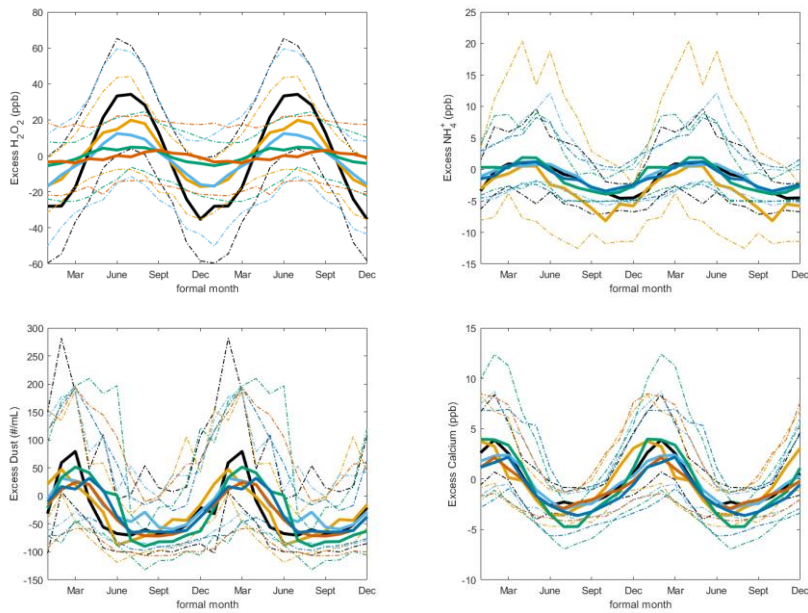 80
60
40
20
0
-20
-40
-60
Excess H2O2 (ppb)
Mar June Sept Dec Mar June Sept Dec
formal month
25
20
15
10
5
0
-5
-10
-15
Excess NH4+ (ppb)
Mar June Sept Dec Mar June Sept Dec
formal month
300
250
200
150
100
50
0
-50
-100
-150
Excess Dust (#/mL)
Mar June Sept Dec Mar June Sept Dec
formal month
15
10
5
0
-5
-10
Excess Calcium (ppb)
Mar June Sept Dec Mar June Sept Dec
formal month